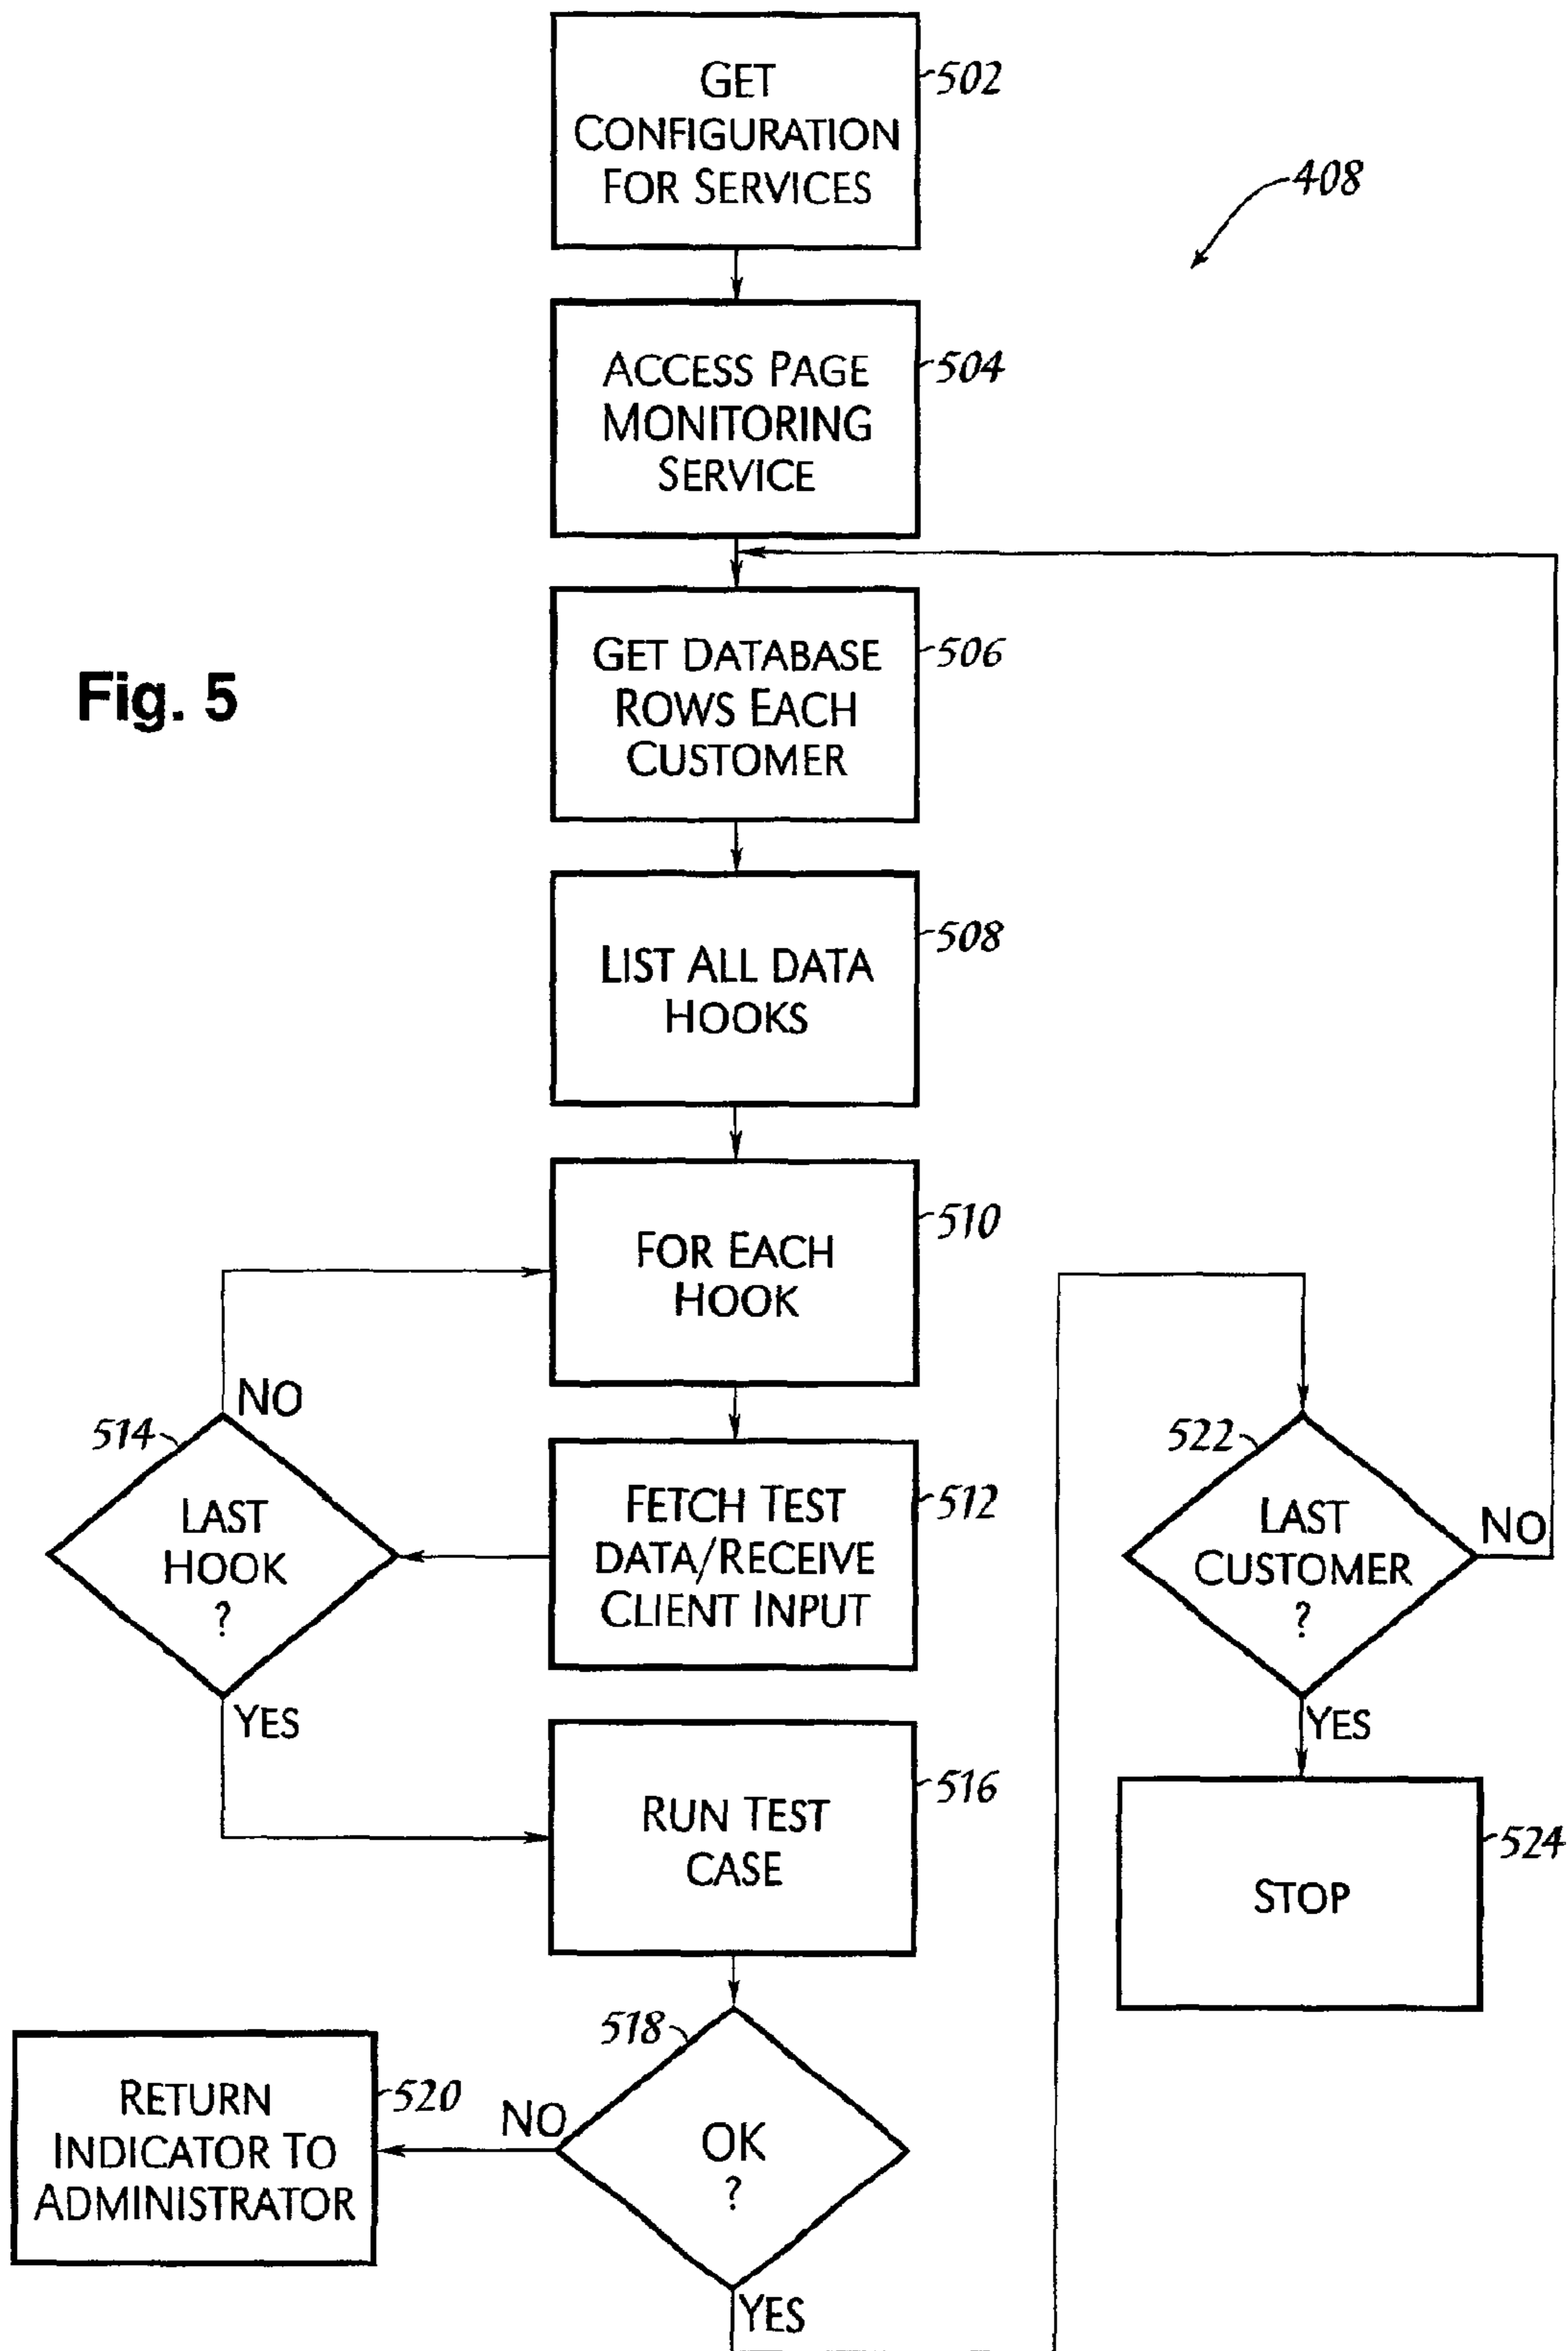 GET
CONFIGURATION
FOR SERVICES
502
408
ACCESS PAGE
MONITORING
SERVICE
504
Fig. 5
GET DATABASE
ROWS EACH
CUSTOMER
506
LIST ALL DATA
HOOKS
508
FOR EACH
HOOK
510
NO
514
LAST
HOOK
?
YES
FETCH TEST
DATA/RECEIVE
CLIENT INPUT
512
522
LAST
CUSTOMER
?
NO
YES
RUN TEST
CASE
516
STOP
524
518
OK
?
NO
YES
RETURN
INDICATOR TO
ADMINISTRATOR
520